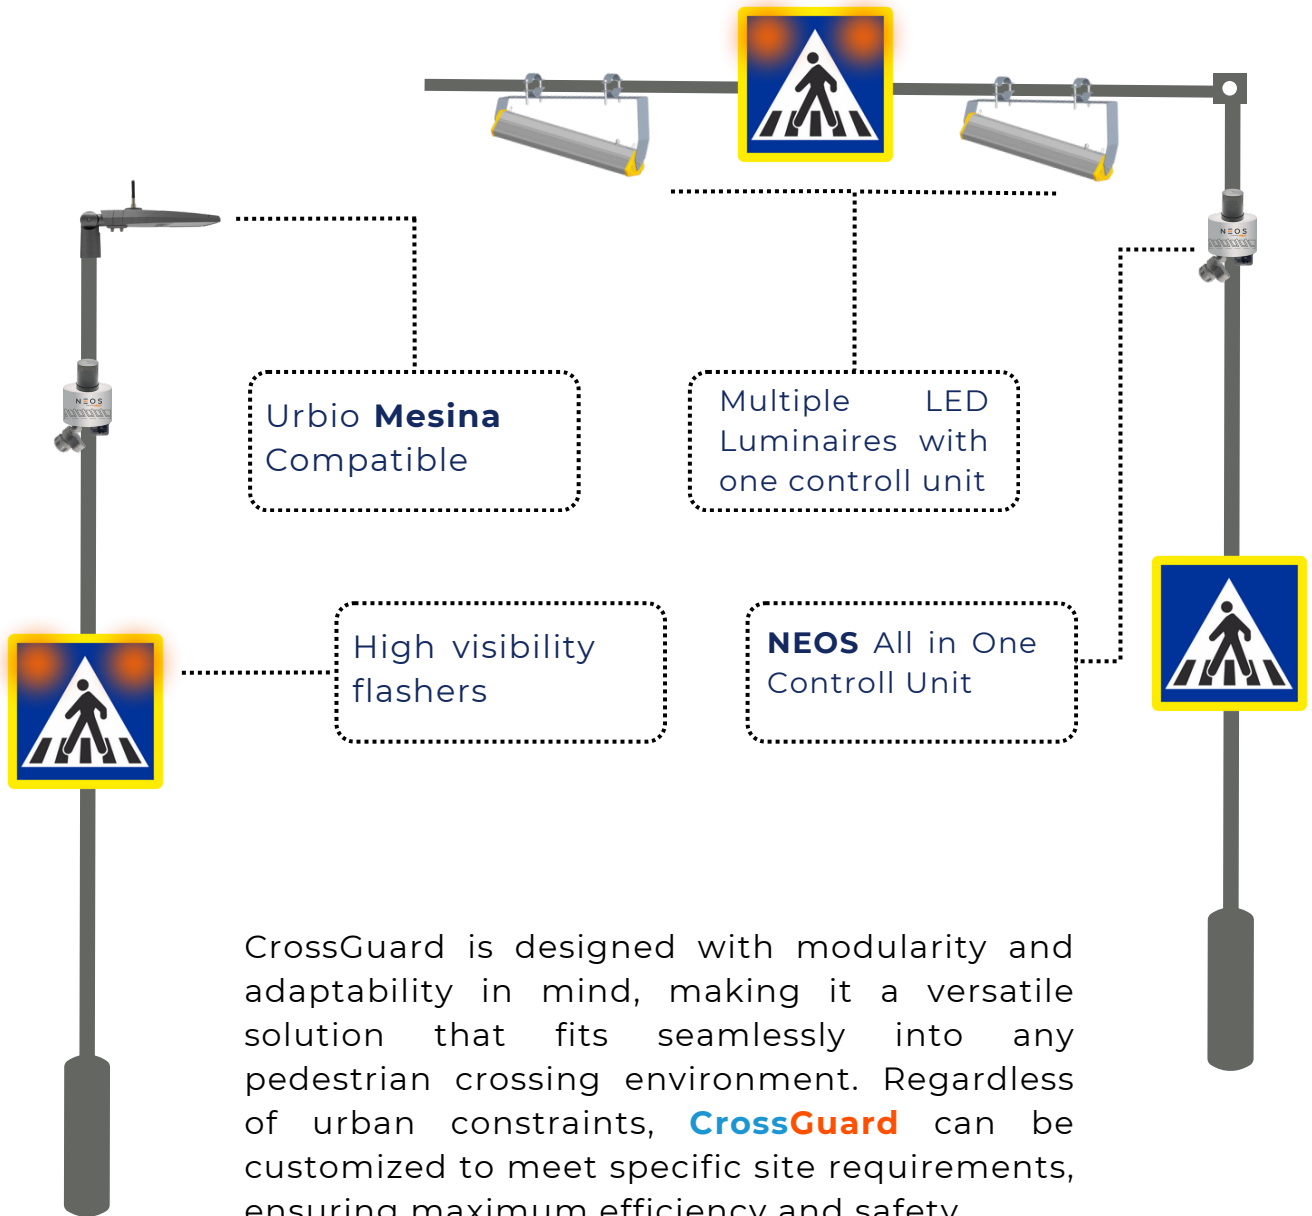 NEOS
NEOS
Urbio Mesina
Compatible
Multiple LED
Luminaires with
one controll unit
High visibility
flashers
NEOS All in One
Controll Unit
CrossGuard is designed with modularity and
adaptability in mind, making it a versatile
solution that fits seamlessly into any
pedestrian crossing environment. Regardless
of urban constraints, CrossGuard can be
customized to meet specific site requirements,
ensuring maximum efficiency and safety